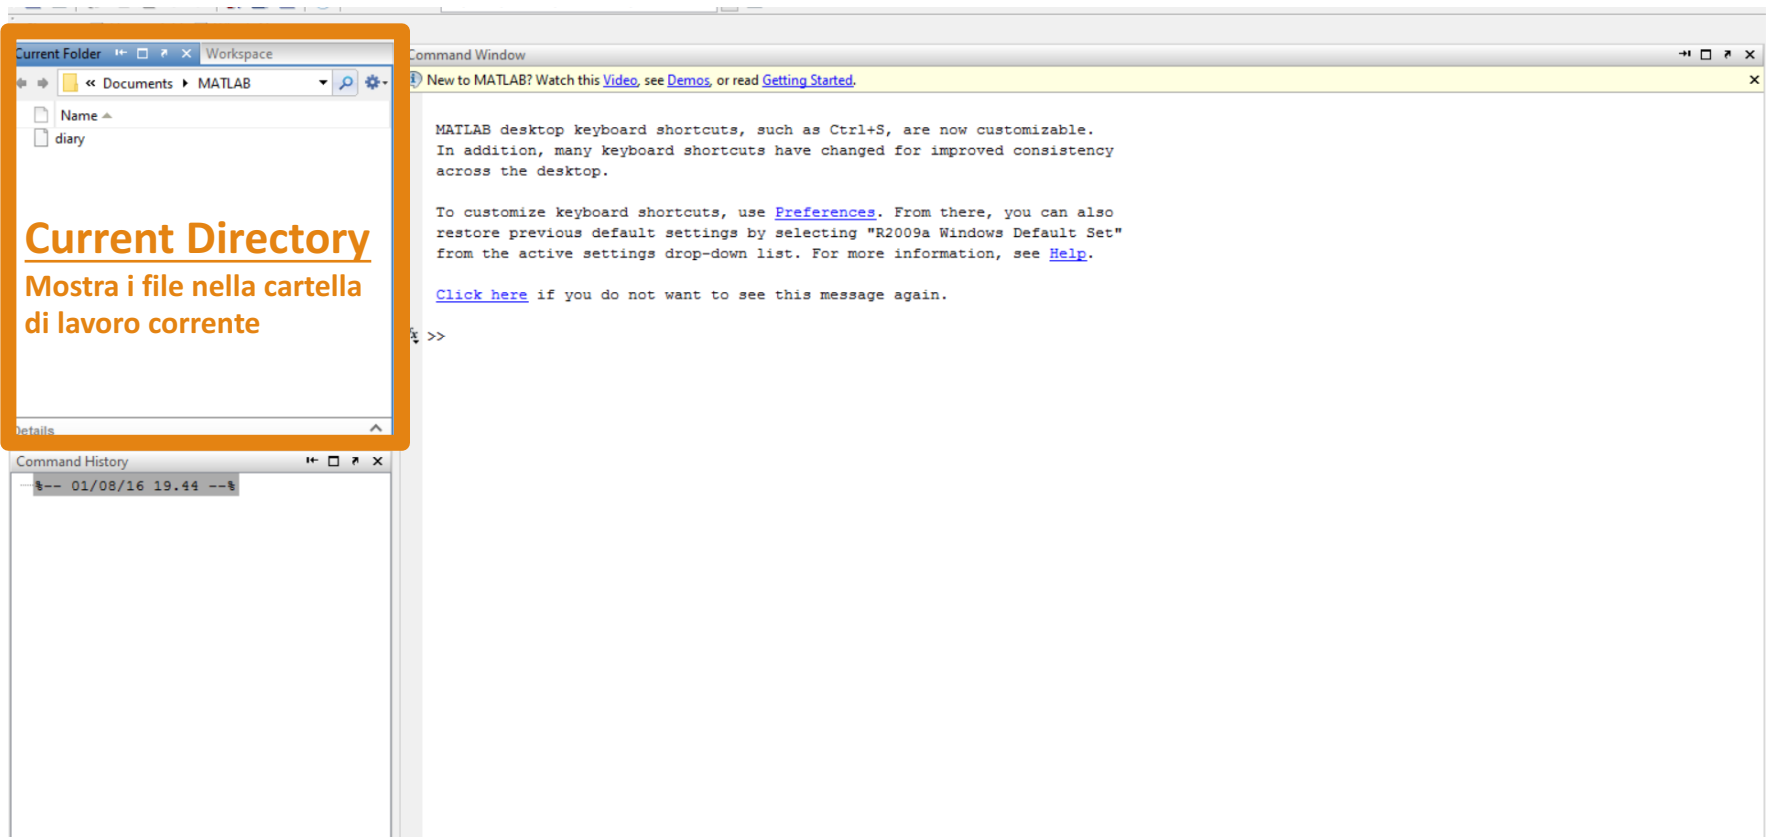 Current Folder
Workspace
« Documents MATLAB
Name
diary
Current Directory
Mostra i file nella cartella
di lavoro corrente
Details
Command History
%-- 01/08/16 19.44 --%
Command Window
New to MATLAB? Watch this Video, see Demos, or read Getting Started.
MATLAB desktop keyboard shortcuts, such as Ctrl+S, are now customizable.
In addition, many keyboard shortcuts have changed for improved consistency
across the desktop.
To customize keyboard shortcuts, use Preferences. From there, you can also
restore previous default settings by selecting "R2009a Windows Default Set"
from the active settings drop-down list. For more information, see Help.
Click here if you do not want to see this message again.
fx >>